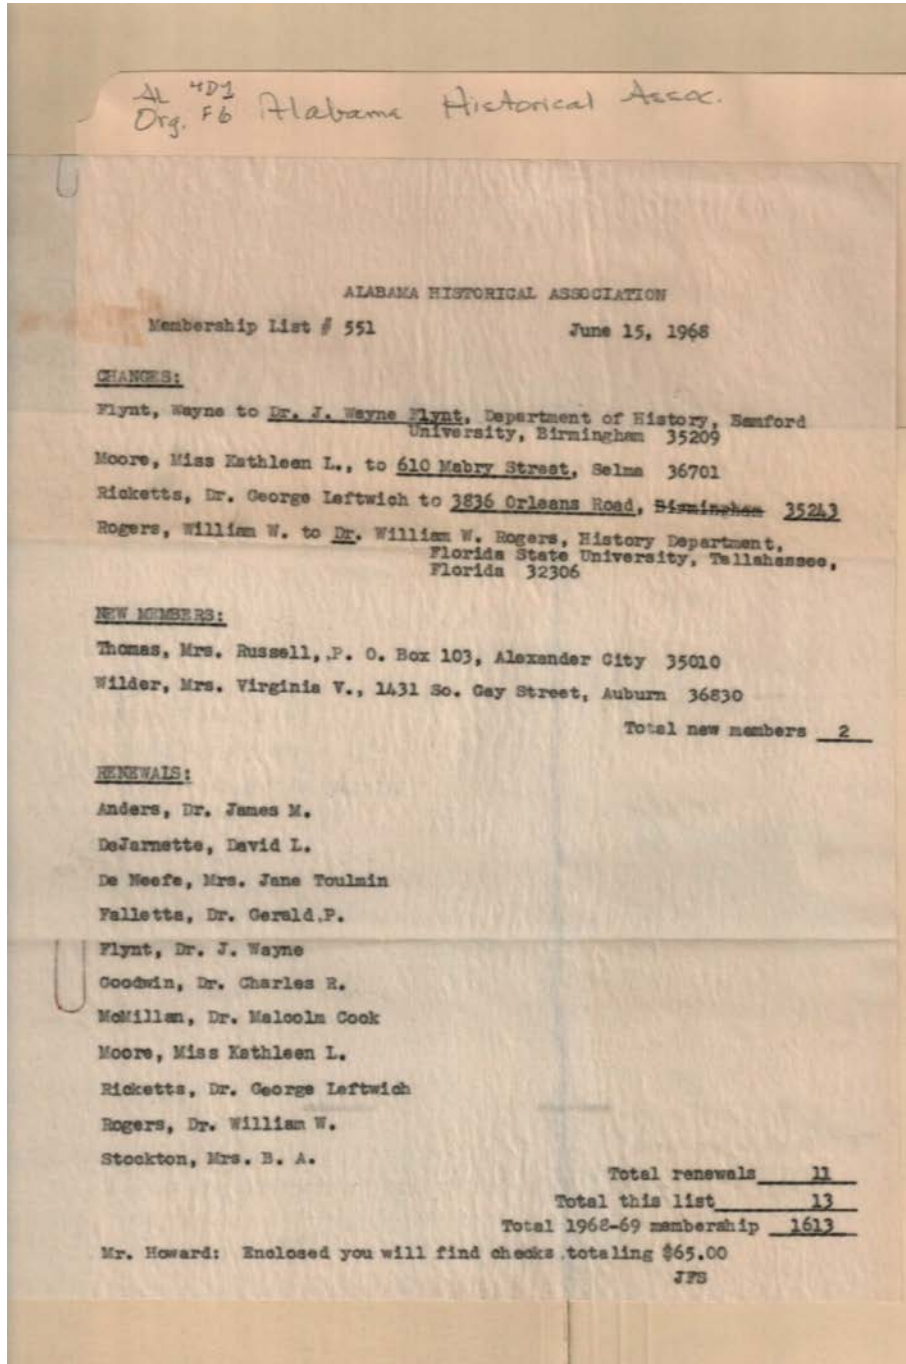 AL 4D1
Org. F6 Alabama Historical Assoc.
ALABAMA HISTORICAL ASSOCIATION
Membership List # 551 June 15, 1968
CHANGES:
Flynt, Wayne to Dr. J. Wayne Flynt, Department of History, Samford
University, Birmingham 35209
Moore, Miss Kathleen L., to 610 Mabry Street, Selma 36701
Ricketts, Dr. George Leftwich to 3836 Orleans Road, Birmingham 35243
Rogers, William W. to Dr. William W. Rogers, History Department,
Florida State University, Tallahassee,
Florida 32306
NEW MEMBERS:
Thomas, Mrs. Russell, P. O. Box 103, Alexander City 35010
Wilder, Mrs. Virginia V., 1431 So. Gay Street, Auburn 36830
Total new members 2
RENEWALS:
Anders, Dr. James M.
DeJarnette, David L.
De Neefe, Mrs. Jane Toulmin
Falletta, Dr. Gerald P.
Flynt, Dr. J. Wayne
Goodwin, Dr. Charles R.
McMillan, Dr. Malcolm Cook
Moore, Miss Kathleen L.
Ricketts, Dr. George Leftwich
Rogers, Dr. William W.
Stockton, Mrs. B. A.
Total renewals 11
Total this list 13
Total 1968-69 membership 1613
Mr. Howard: Enclosed you will find checks totaling $65.00
JFS